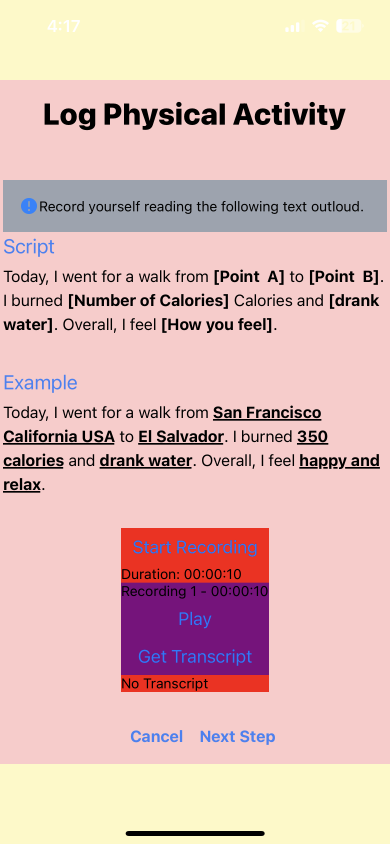 4:17
Log Physical Activity
Record yourself reading the following text outloud.
Script
Today, I went for a walk from [Point A] to [Point B].
I burned [Number of Calories] Calories and [drank
water]. Overall, I feel [How you feel].
Example
Today, I went for a walk from San Francisco
California USA to El Salvador. I burned 350
calories and drank water. Overall, I feel happy and
relax.
Start Recording
Duration: 00:00:10
Recording 1 - 00:00:10
Play
Get Transcript
No Transcript
Cancel Next Step